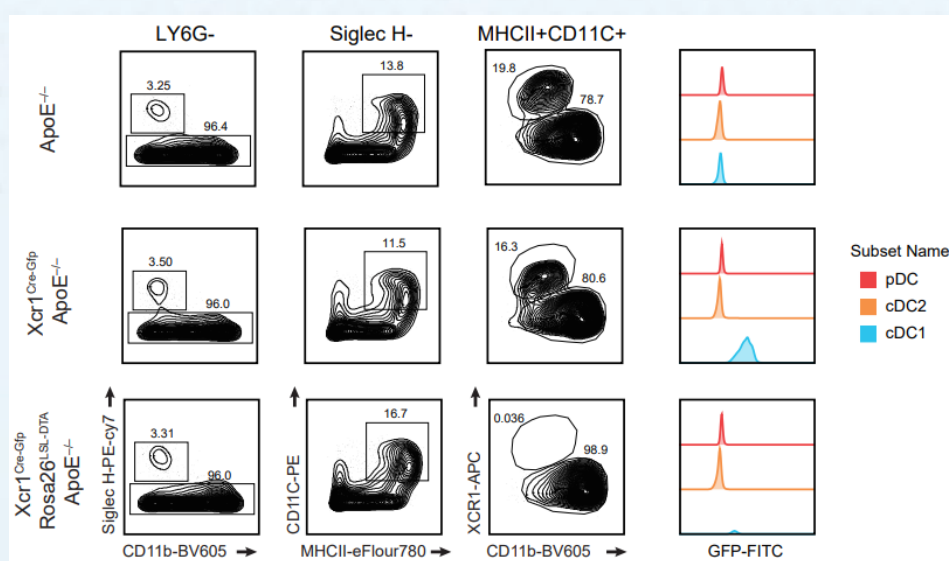 LY6G-
Siglec H-
MHCII+CD11C+
ApoE-/-
3.25
96.4
13.8
19.8
78.7
Xcr1Cre-Gfp
ApoE-/-
3.50
96.0
11.5
16.3
80.6
Subset Name
pDC
cDC2
cDC1
Xcr1Cre-Gfp
Rosa26LSL-DTA
ApoE-/-
3.31
96.0
16.7
0.036
98.9
Siglec H-PE-cy7
CD11C-PE
XCR1-APC
CD11b-BV605
MHCII-eFlour780
CD11b-BV605
GFP-FITC